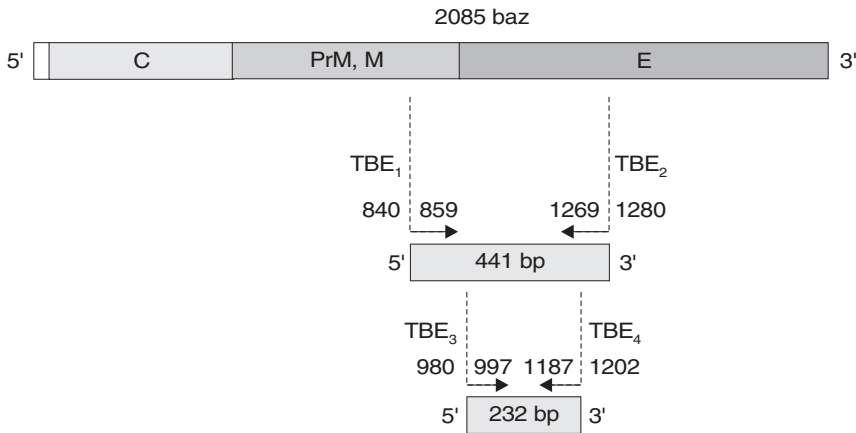 2085 baz
5' C PrM, M E 3'
TBE₁ TBE₂
840 859 1269 1280
5' 441 bp 3'
TBE₃ TBE₄
980 997 1187 1202
5' 232 bp 3'